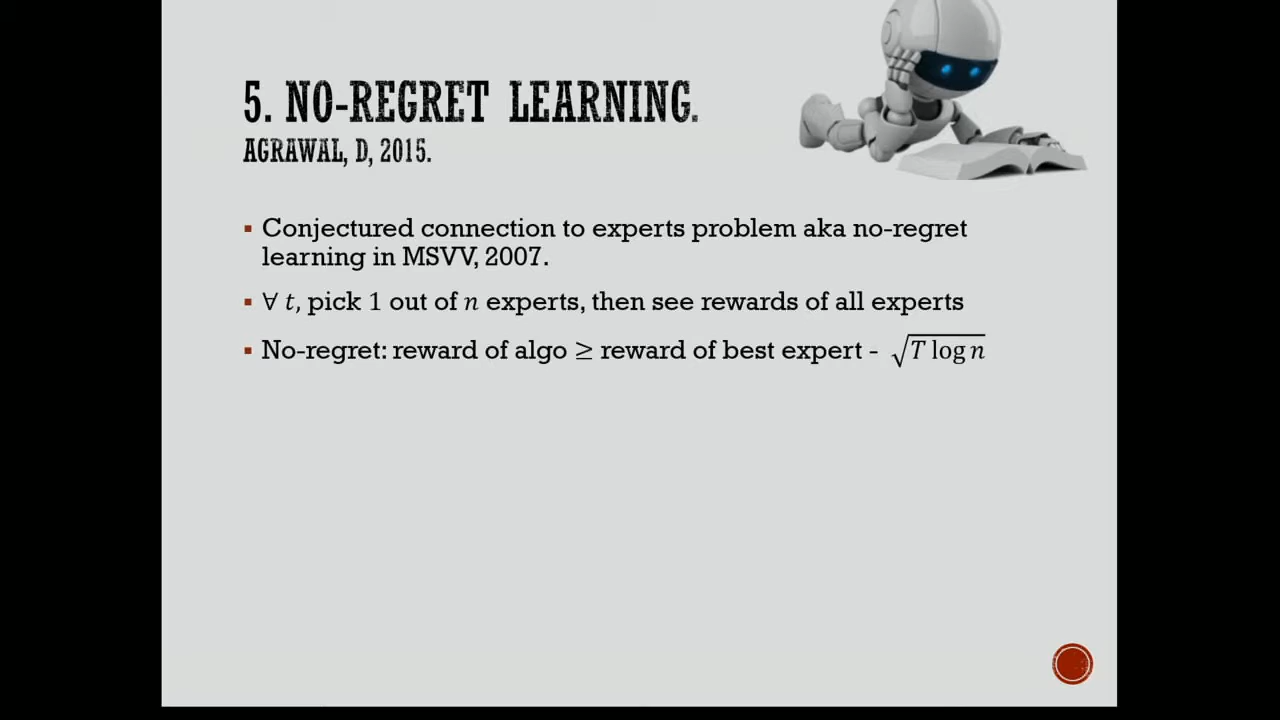 5. NO-REGRET LEARNING.
AGRAWAL, D, 2015.
▪ Conjectured connection to experts problem aka no-regret
learning in MSVV, 2007.
▪ ∀ t, pick 1 out of n experts, then see rewards of all experts
▪ No-regret: reward of algo ≥ reward of best expert - √(T log n)